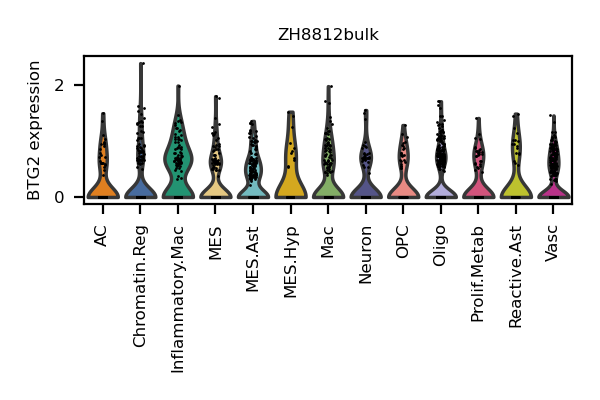 ZH8812bulk
BTG2 expression
2
0
AC
Chromatin.Reg
Inflammatory.Mac
MES
MES.Ast
MES.Hyp
Mac
Neuron
OPC
Oligo
Prolif.Metab
Reactive.Ast
Vasc